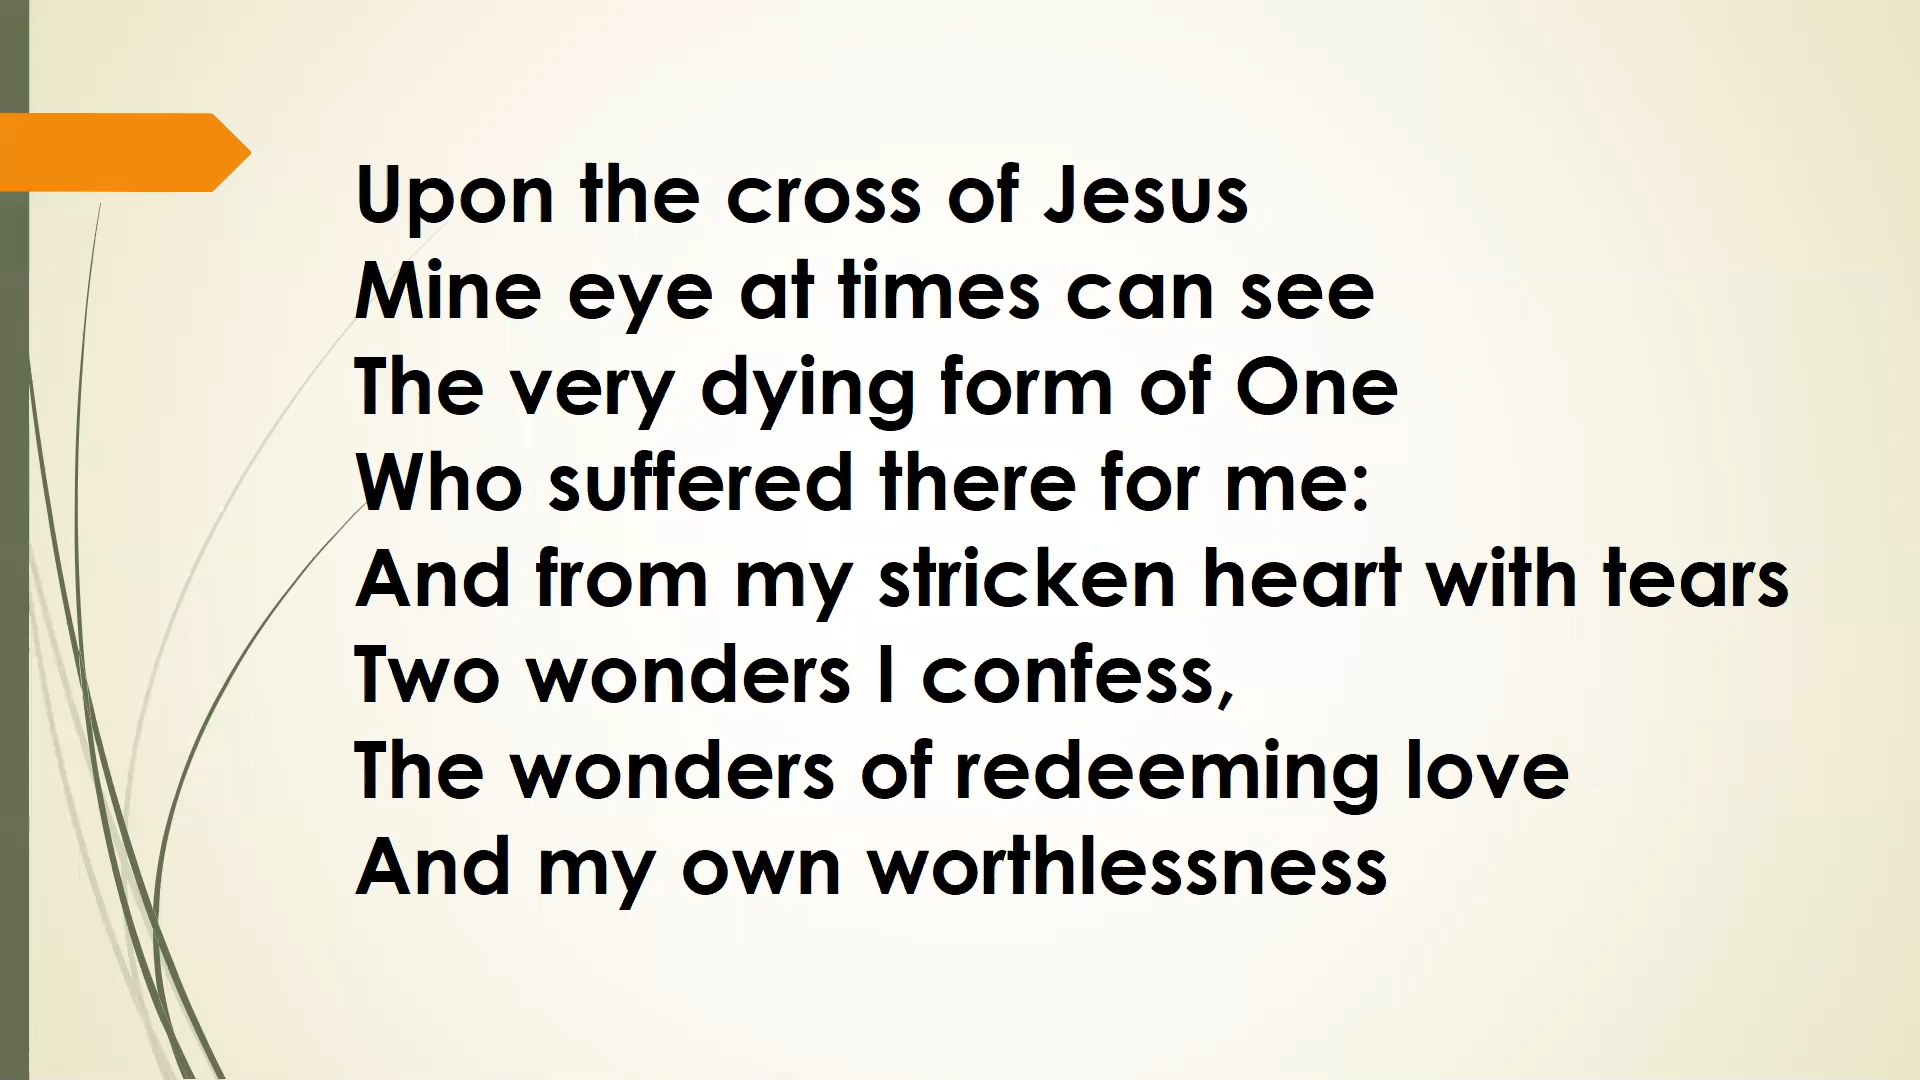 Upon the cross of Jesus
Mine eye at times can see
The very dying form of One
Who suffered there for me:
And from my stricken heart with tears
Two wonders I confess,
The wonders of redeeming love
And my own worthlessness